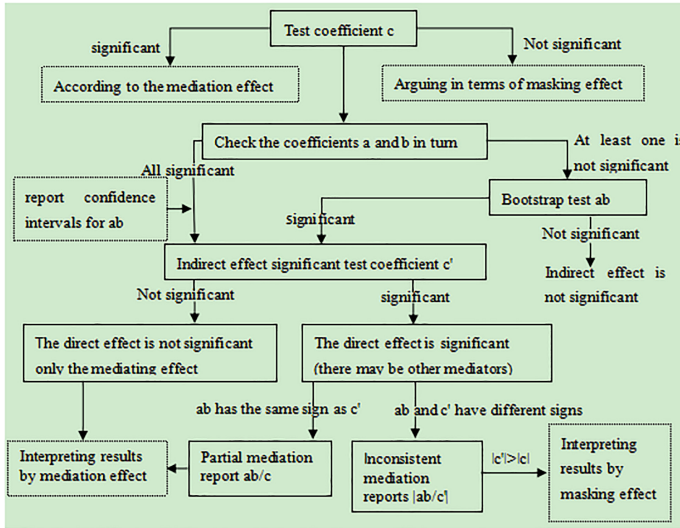 Test coefficient c
significant
Not significant
According to the mediation effect
Arguing in terms of masking effect
Check the coefficients a and b in turn
At least one is
not significant
All significant
report confidence
intervals for ab
Bootstrap test ab
significant
Not significant
Indirect effect significant test coefficient c'
Indirect effect is
not significant
Not significant
significant
The direct effect is not significant
only the mediating effect
The direct effect is significant
(there may be other mediators)
ab has the same sign as c'
ab and c' have different signs
Interpreting results
by mediation effect
Partial mediation
report ab/c
Inconsistent
mediation
reports |ab/c'|
|c'|>|c|
Interpreting
results by
masking effect